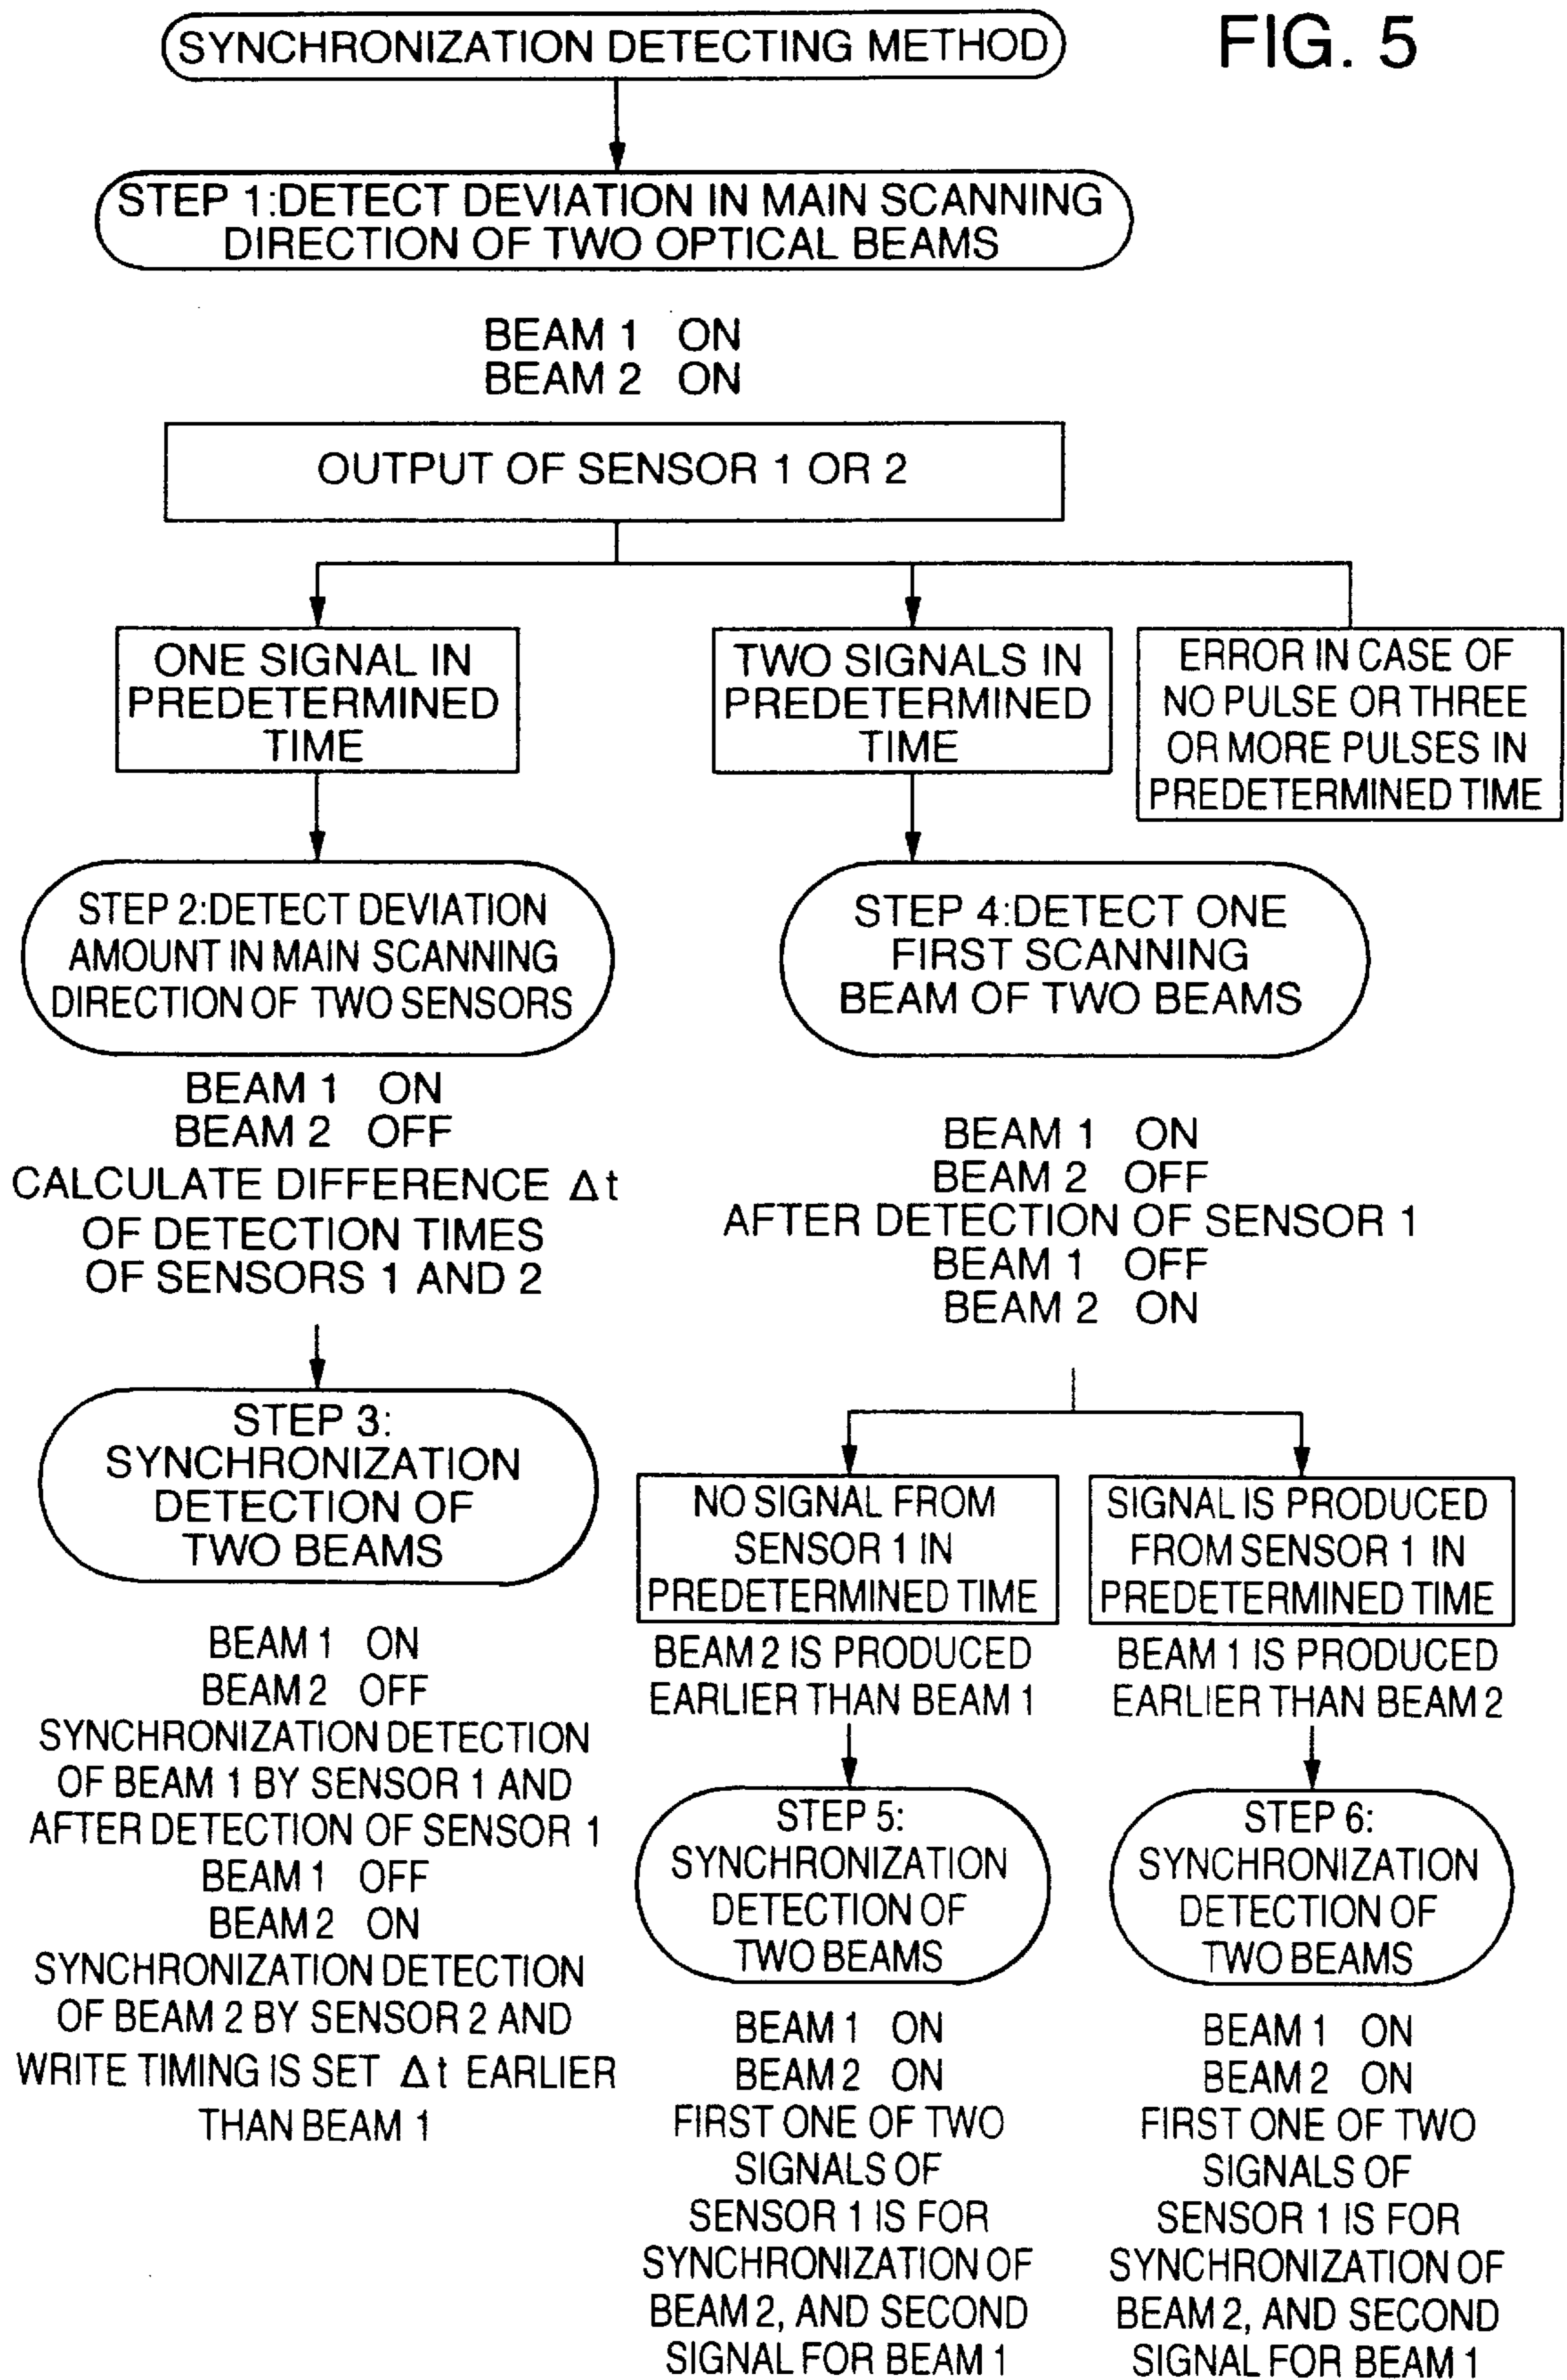 FIG. 5
SYNCHRONIZATION DETECTING METHOD
STEP 1:DETECT DEVIATION IN MAIN SCANNING
DIRECTION OF TWO OPTICAL BEAMS
BEAM 1 ON
BEAM 2 ON
OUTPUT OF SENSOR 1 OR 2
ONE SIGNAL IN
PREDETERMINED
TIME
TWO SIGNALS IN
PREDETERMINED
TIME
ERROR IN CASE OF
NO PULSE OR THREE
OR MORE PULSES IN
PREDETERMINED TIME
STEP 2:DETECT DEVIATION
AMOUNT IN MAIN SCANNING
DIRECTION OF TWO SENSORS
BEAM 1 ON
BEAM 2 OFF
CALCULATE DIFFERENCE Δt
OF DETECTION TIMES
OF SENSORS 1 AND 2
STEP 3:
SYNCHRONIZATION
DETECTION OF
TWO BEAMS
BEAM 1 ON
BEAM 2 OFF
SYNCHRONIZATION DETECTION
OF BEAM 1 BY SENSOR 1 AND
AFTER DETECTION OF SENSOR 1
BEAM 1 OFF
BEAM 2 ON
SYNCHRONIZATION DETECTION
OF BEAM 2 BY SENSOR 2 AND
WRITE TIMING IS SET Δt EARLIER
THAN BEAM 1
STEP 4:DETECT ONE
FIRST SCANNING
BEAM OF TWO BEAMS
BEAM 1 ON
BEAM 2 OFF
AFTER DETECTION OF SENSOR 1
BEAM 1 OFF
BEAM 2 ON
NO SIGNAL FROM
SENSOR 1 IN
PREDETERMINED TIME
BEAM 2 IS PRODUCED
EARLIER THAN BEAM 1
STEP 5:
SYNCHRONIZATION
DETECTION OF
TWO BEAMS
BEAM 1 ON
BEAM 2 ON
FIRST ONE OF TWO
SIGNALS OF
SENSOR 1 IS FOR
SYNCHRONIZATION OF
BEAM 2, AND SECOND
SIGNAL FOR BEAM 1
SIGNAL IS PRODUCED
FROM SENSOR 1 IN
PREDETERMINED TIME
BEAM 1 IS PRODUCED
EARLIER THAN BEAM 2
STEP 6:
SYNCHRONIZATION
DETECTION OF
TWO BEAMS
BEAM 1 ON
BEAM 2 ON
FIRST ONE OF TWO
SIGNALS OF
SENSOR 1 IS FOR
SYNCHRONIZATION OF
BEAM 2, AND SECOND
SIGNAL FOR BEAM 1